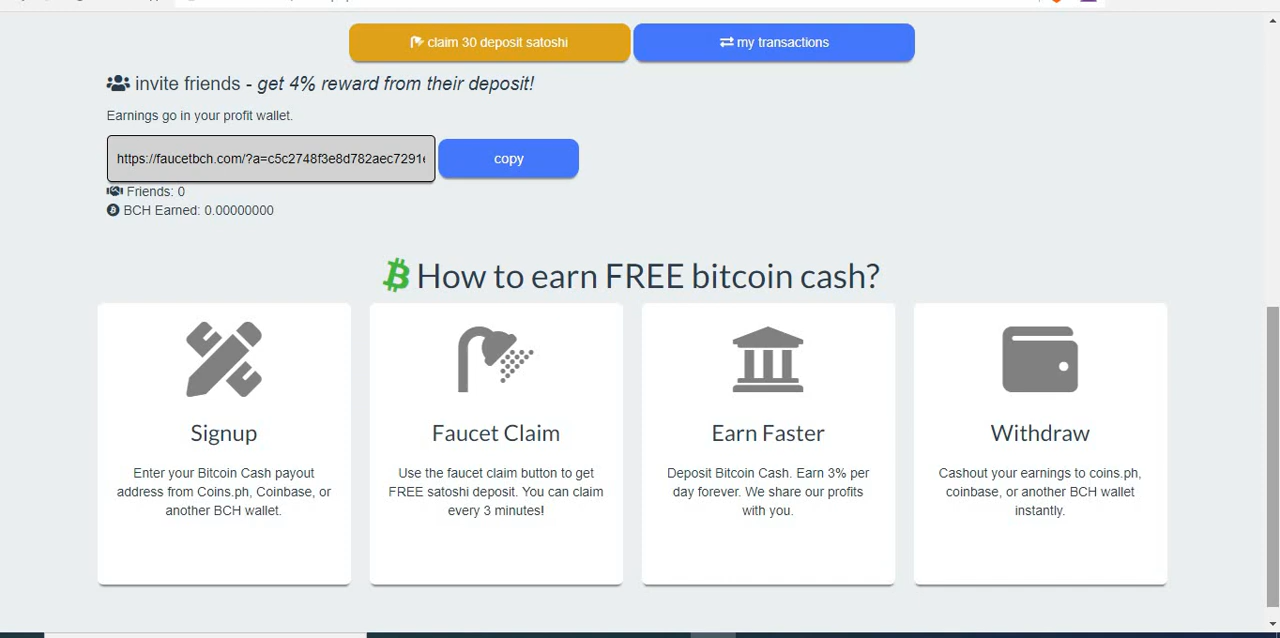 claim 30 deposit satoshi
my transactions
invite friends - get 4% reward from their deposit!
Earnings go in your profit wallet.
https://faucetbch.com/?a=c5c2748f3e8d782aec7291
copy
Friends: 0
BCH Earned: 0.00000000
How to earn FREE bitcoin cash?
Signup
Enter your Bitcoin Cash payout
address from Coins.ph, Coinbase, or
another BCH wallet.
Faucet Claim
Use the faucet claim button to get
FREE satoshi deposit. You can claim
every 3 minutes!
Earn Faster
Deposit Bitcoin Cash. Earn 3% per
day forever. We share our profits
with you.
Withdraw
Cashout your earnings to coins.ph,
coinbase, or another BCH wallet
instantly.